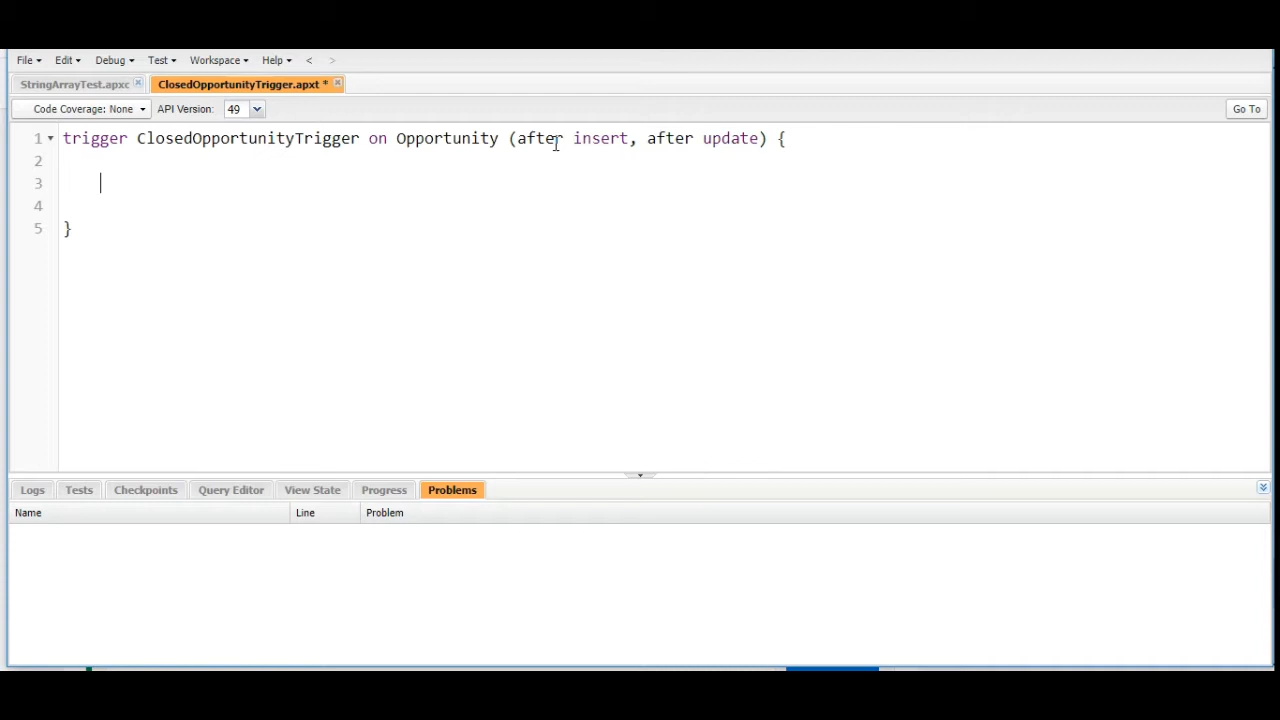 File Edit Debug Test Workspace Help < >
StringArrayTest.apxc ClosedOpportunityTrigger.apxt *
Code Coverage: None API Version: 49 Go To
1 trigger ClosedOpportunityTrigger on Opportunity (after insert, after update) {
2
3
4
5 }
Logs Tests Checkpoints Query Editor View State Progress Problems
Name Line Problem